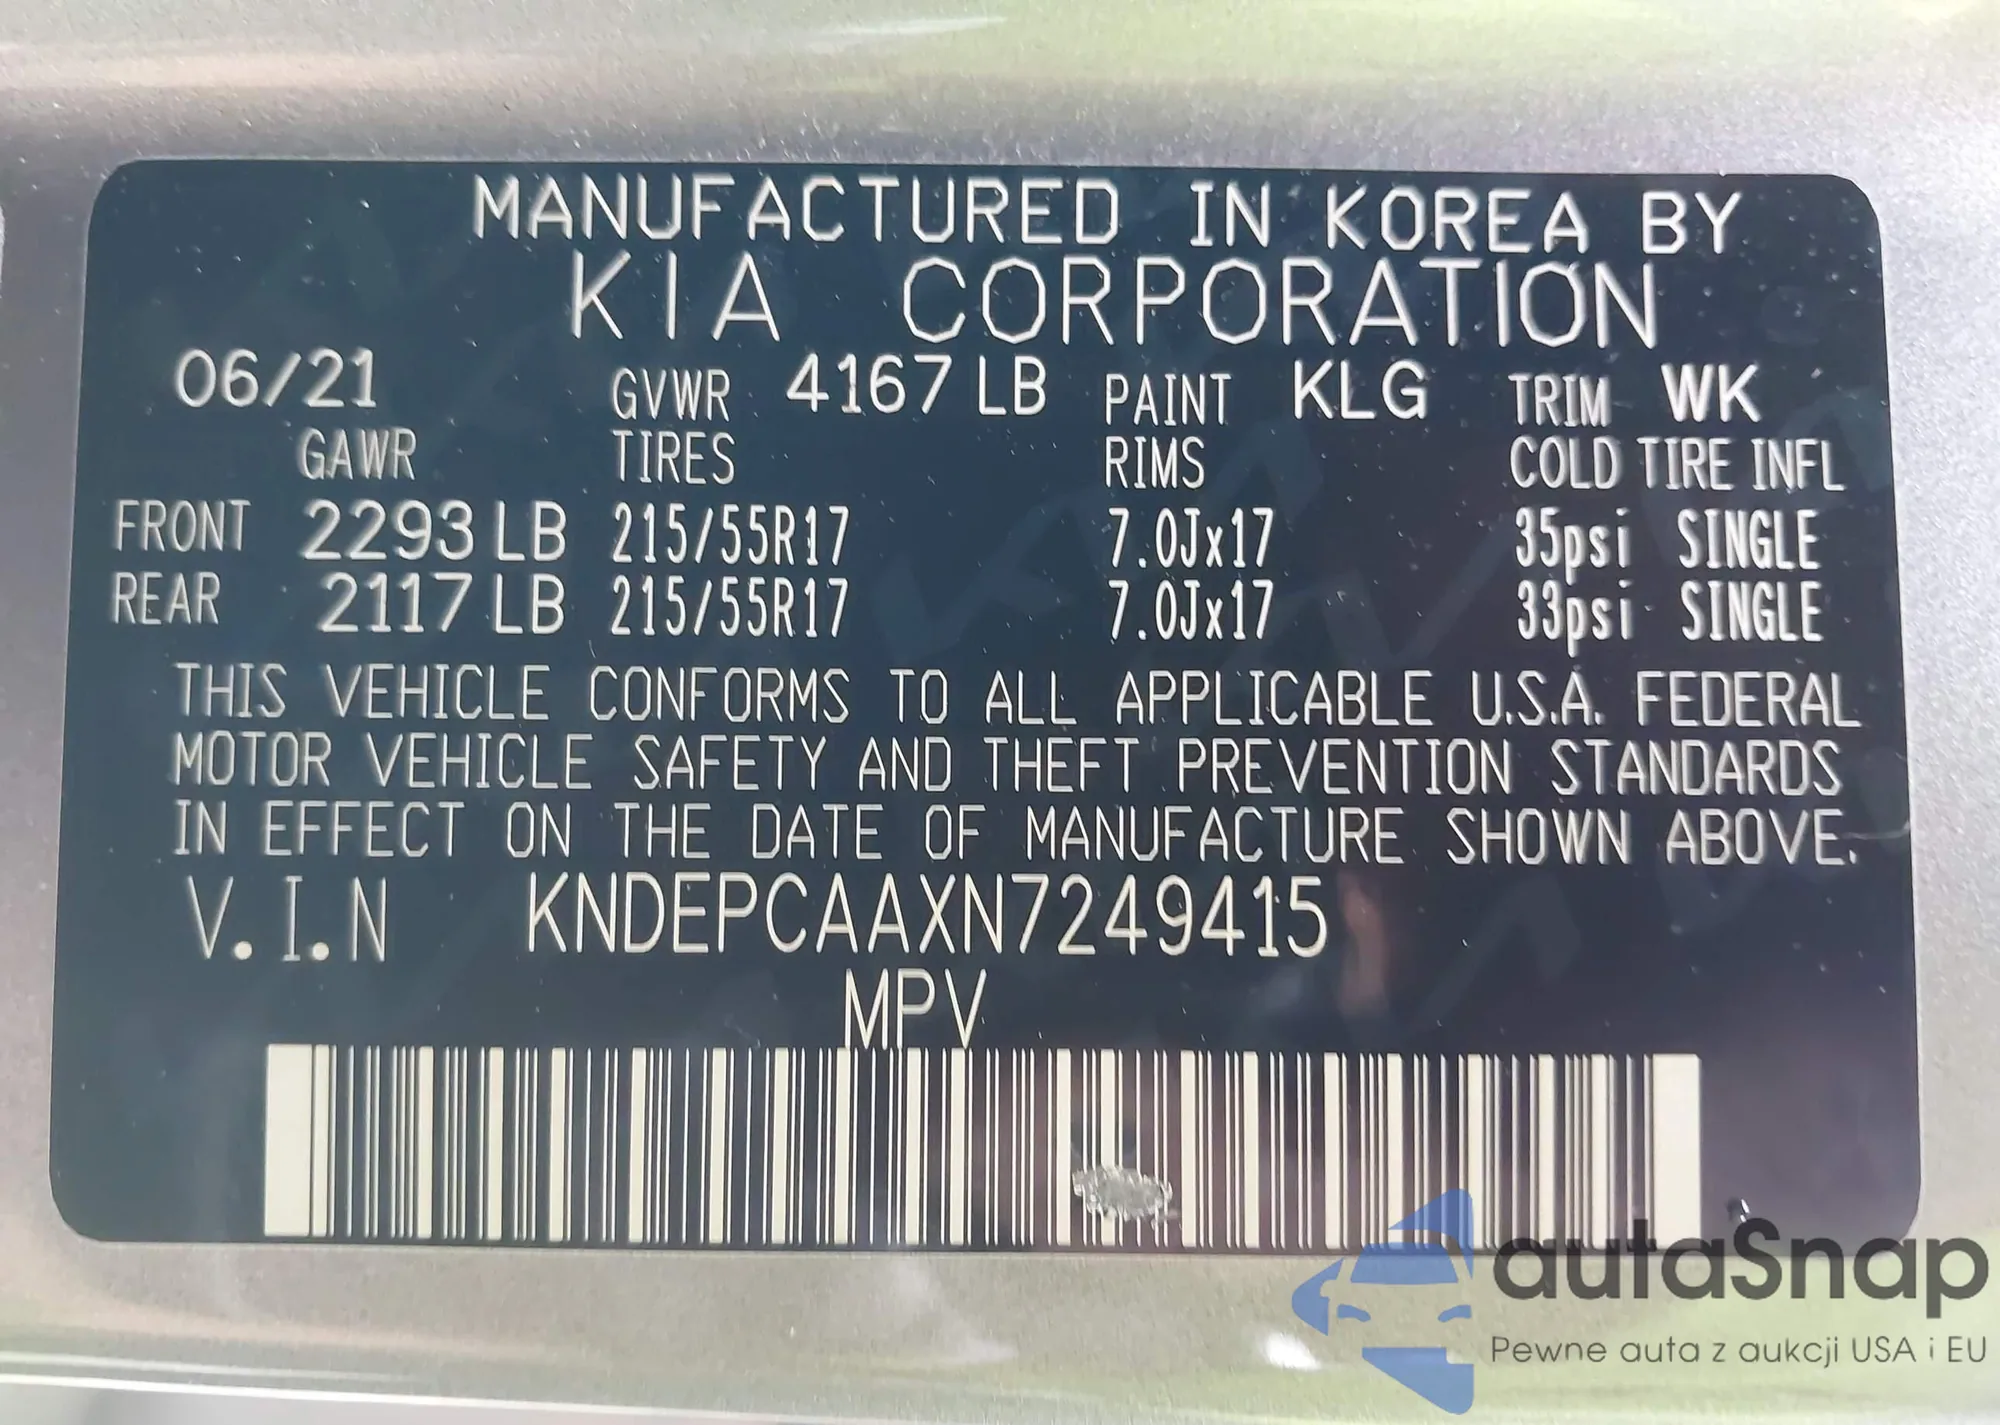 MANUFACTURED IN KOREA BY
KIA CORPORATION
06/21 GVWR 4167 LB PAINT KLG TRIM WK
GAWR TIRES RIMS COLD TIRE INFL
FRONT 2293 LB 215/55R17 7.0Jx17 35psi SINGLE
REAR 2117 LB 215/55R17 7.0Jx17 33psi SINGLE
THIS VEHICLE CONFORMS TO ALL APPLICABLE U.S.A. FEDERAL
MOTOR VEHICLE SAFETY AND THEFT PREVENTION STANDARDS
IN EFFECT ON THE DATE OF MANUFACTURE SHOWN ABOVE.
V.I.N KNDEPCAAXN7249415
MPV
autaSnap
Pewne auta z aukcji USA i EU